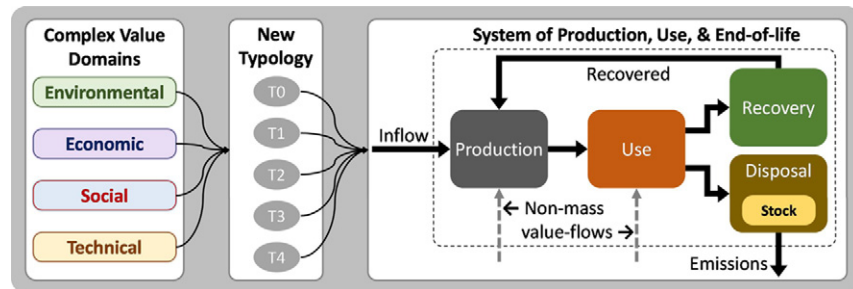 Complex Value
Domains
Environmental
Economic
Social
Technical
New
Typology
T0
T1
T2
T3
T4
System of Production, Use, & End-of-life
Recovered
Inflow
Production
Use
Recovery
Disposal
Stock
← Non-mass
value-flows →
Emissions